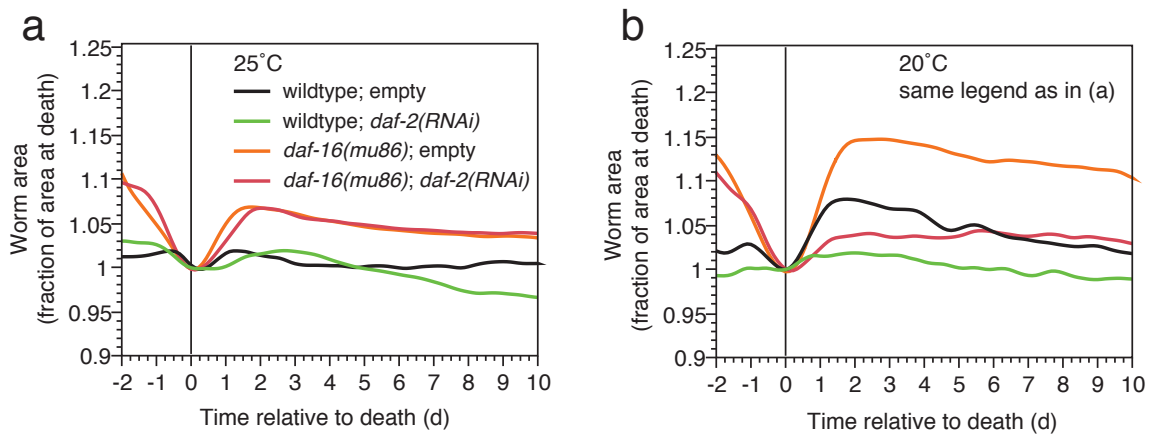 a
25˚C
wildtype; empty
wildtype; daf-2(RNAi)
daf-16(mu86); empty
daf-16(mu86); daf-2(RNAi)
Worm area
(fraction of area at death)
1.25
1.2
1.15
1.1
1.05
1
0.95
0.9
-2 -1 0 1 2 3 4 5 6 7 8 9 10
Time relative to death (d)
b
20˚C
same legend as in (a)
Worm area
(fraction of area at death)
1.25
1.2
1.15
1.1
1.05
1
0.95
0.9
-2 -1 0 1 2 3 4 5 6 7 8 9 10
Time relative to death (d)